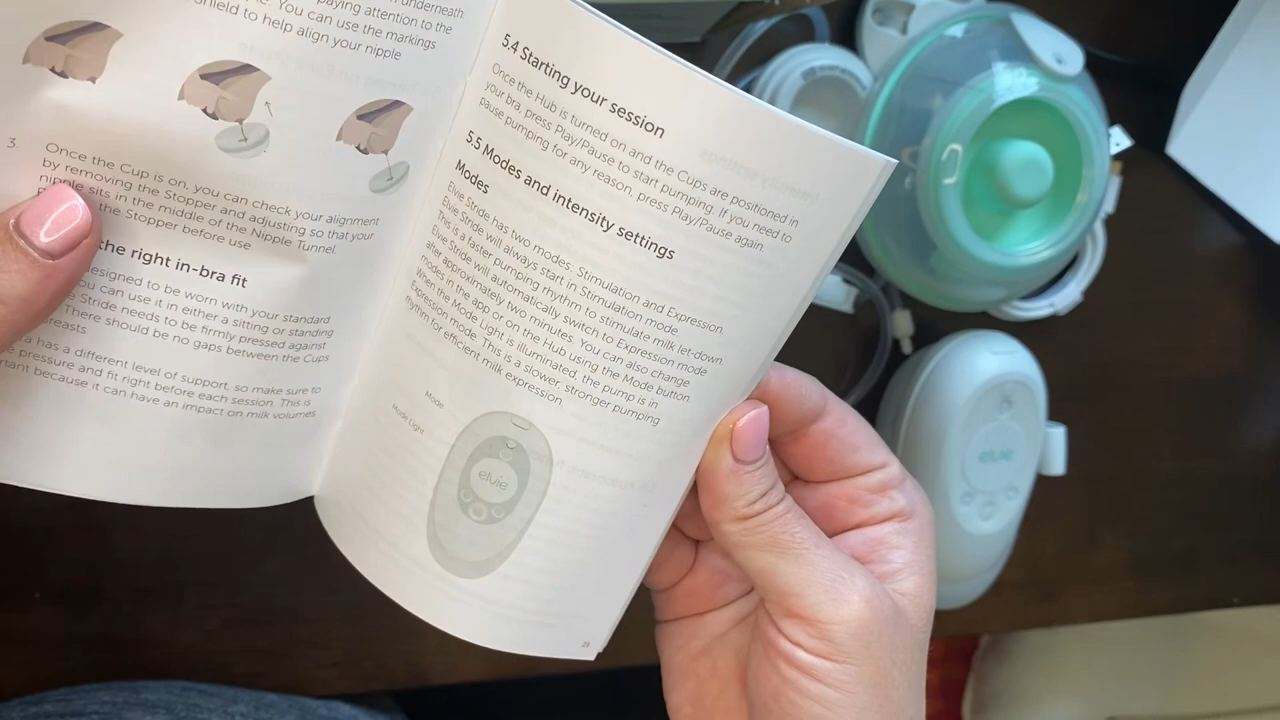 underneath
paying attention to the
You can use the markings
shield to help align your nipple
3. Once the Cup is on, you can check your alignment
by removing the Stopper and adjusting so that your
nipple sits in the middle of the Nipple Tunnel.
the Stopper before use
the right in-bra fit
esigned to be worn with your standard
ou can use it in either a sitting or standing
Stride needs to be firmly pressed against
There should be no gaps between the Cups
reasts
a has a different level of support, so make sure to
e pressure and fit right before each session. This is
rtant because it can have an impact on milk volumes
5.4 Starting your session
Once the Hub is turned on and the Cups are positioned in
your bra, press Play/Pause to start pumping. If you need to
pause pumping for any reason, press Play/Pause again.
5.5 Modes and intensity settings
Modes
Elvie Stride has two modes: Stimulation and Expression.
Elvie Stride will always start in Stimulation mode
This is a faster pumping rhythm to stimulate milk let-down.
Elvie Stride will automatically switch to Expression mode
after approximately two minutes. You can also change
modes in the app or on the Hub using the Mode button.
When the Mode Light is illuminated, the pump is in
Expression mode. This is a slower, stronger pumping
rhythm for efficient milk expression.
Mode
Mode Light
elvie
elvie